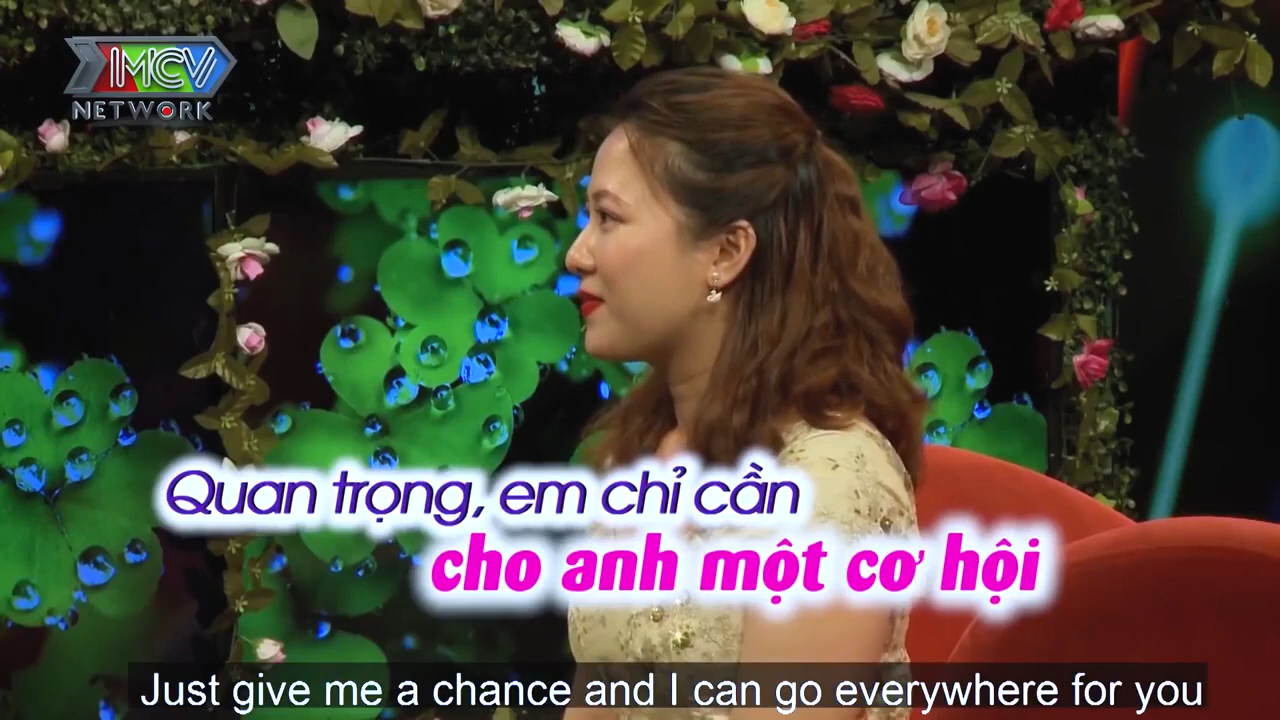 MCV
NETWORK
Quan trọng, em chỉ cần
cho anh một cơ hội
Just give me a chance and I can go everywhere for you